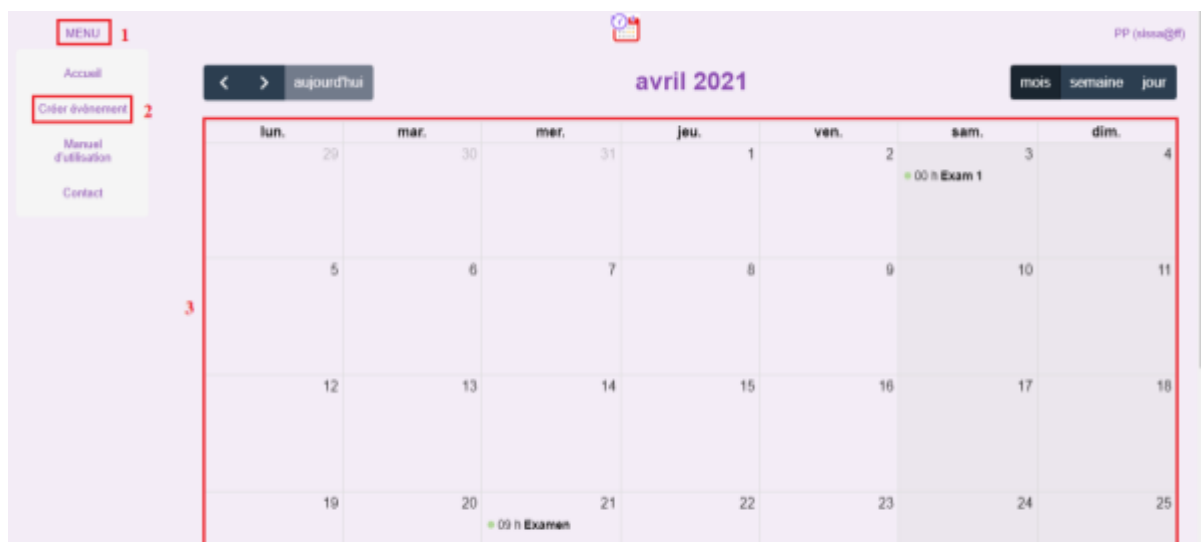 MENU 1
PP (sissa@ff)
Accueil
Créer évènement 2
Manuel
d'utilisation
Contact
< > aujourd'hui
avril 2021
mois semaine jour
lun. mar. mer. jeu. ven. sam. dim.
29 30 31 1 2 3 4
00 h Exam 1
5 6 7 8 9 10 11
3
12 13 14 15 16 17 18
19 20 21 22 23 24 25
09 h Examen